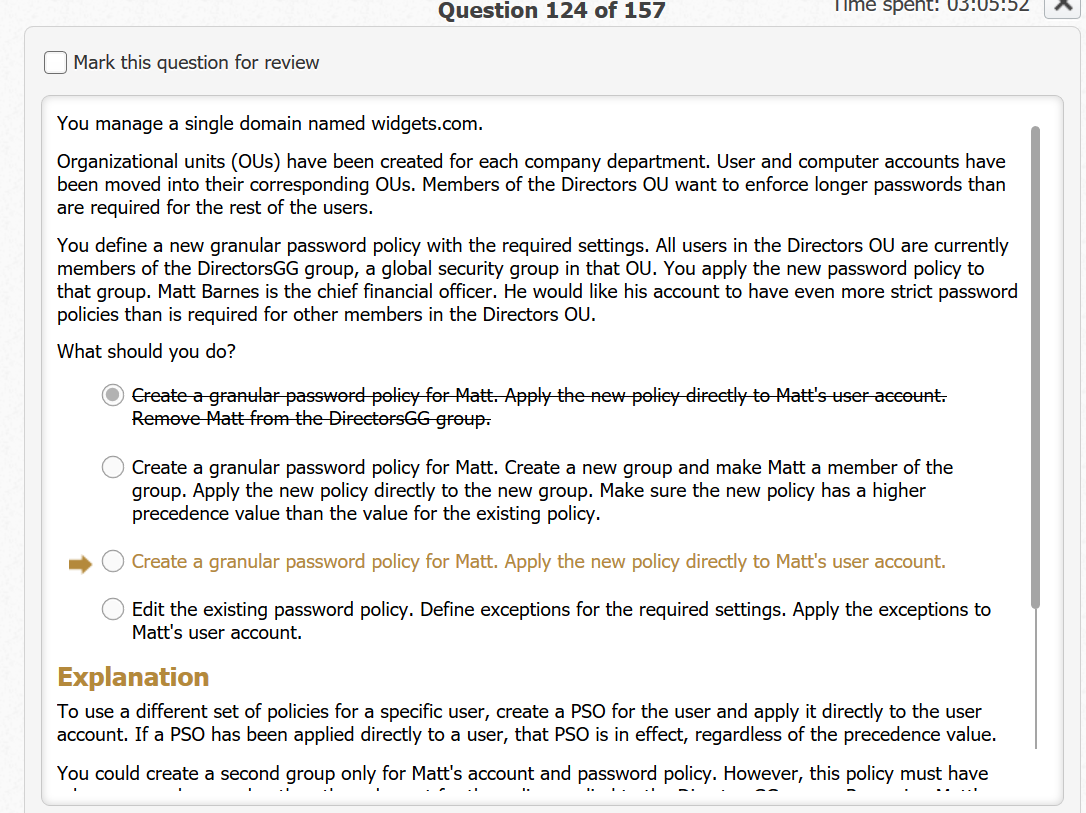 Question 124 of 157
Time spent: 03:05:52
Mark this question for review
You manage a single domain named widgets.com.
Organizational units (OUs) have been created for each company department. User and computer accounts have
been moved into their corresponding OUs. Members of the Directors OU want to enforce longer passwords than
are required for the rest of the users.
You define a new granular password policy with the required settings. All users in the Directors OU are currently
members of the DirectorsGG group, a global security group in that OU. You apply the new password policy to
that group. Matt Barnes is the chief financial officer. He would like his account to have even more strict password
policies than is required for other members in the Directors OU.
What should you do?
Create a granular password policy for Matt. Apply the new policy directly to Matt's user account.
Remove Matt from the DirectorsGG group.
Create a granular password policy for Matt. Create a new group and make Matt a member of the
group. Apply the new policy directly to the new group. Make sure the new policy has a higher
precedence value than the value for the existing policy.
Create a granular password policy for Matt. Apply the new policy directly to Matt's user account.
Edit the existing password policy. Define exceptions for the required settings. Apply the exceptions to
Matt's user account.
Explanation
To use a different set of policies for a specific user, create a PSO for the user and apply it directly to the user
account. If a PSO has been applied directly to a user, that PSO is in effect, regardless of the precedence value.
You could create a second group only for Matt's account and password policy. However, this policy must have